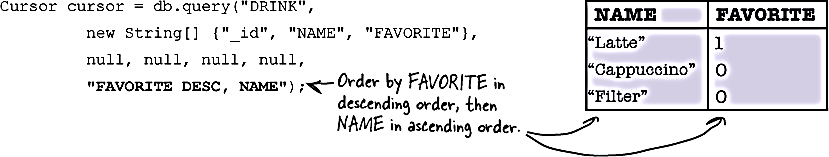 Cursor cursor = db.query("DRINK",
new String[] {"_id", "NAME", "FAVORITE"},
null, null, null, null,
"FAVORITE DESC, NAME");
Order by FAVORITE in
descending order, then
NAME in ascending order.
NAME FAVORITE
“Latte” 1
“Cappuccino” 0
“Filter” 0